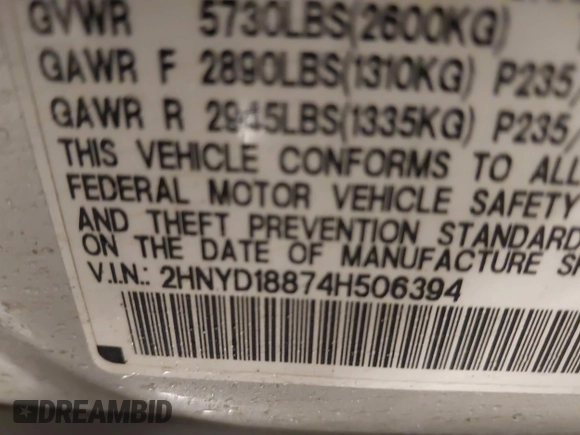 GVWR 5730LBS(2600KG)
GAWR F 2890LBS(1310KG) P235/
GAWR R 2945LBS(1335KG) P235/
THIS VEHICLE CONFORMS TO ALL
FEDERAL MOTOR VEHICLE SAFETY
AND THEFT PREVENTION STANDARD
ON THE DATE OF MANUFACTURE SH
V.I.N.: 2HNYD18874H506394
DREAMBID